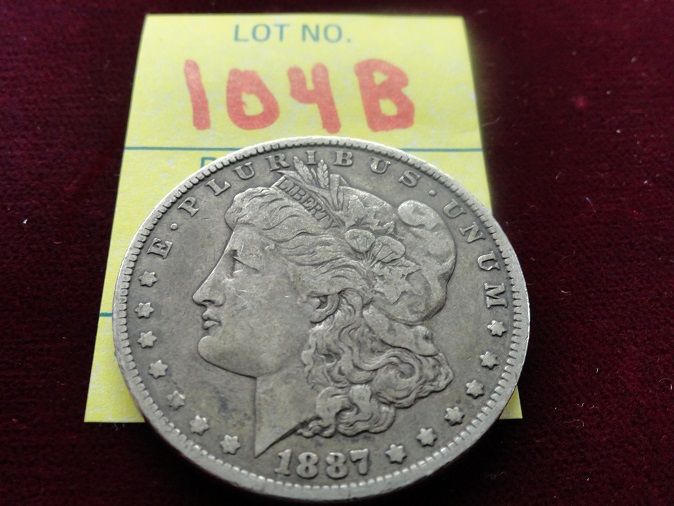 LOT NO.
104B
E·PLURIBUS·UNUM
LIBERTY
1887